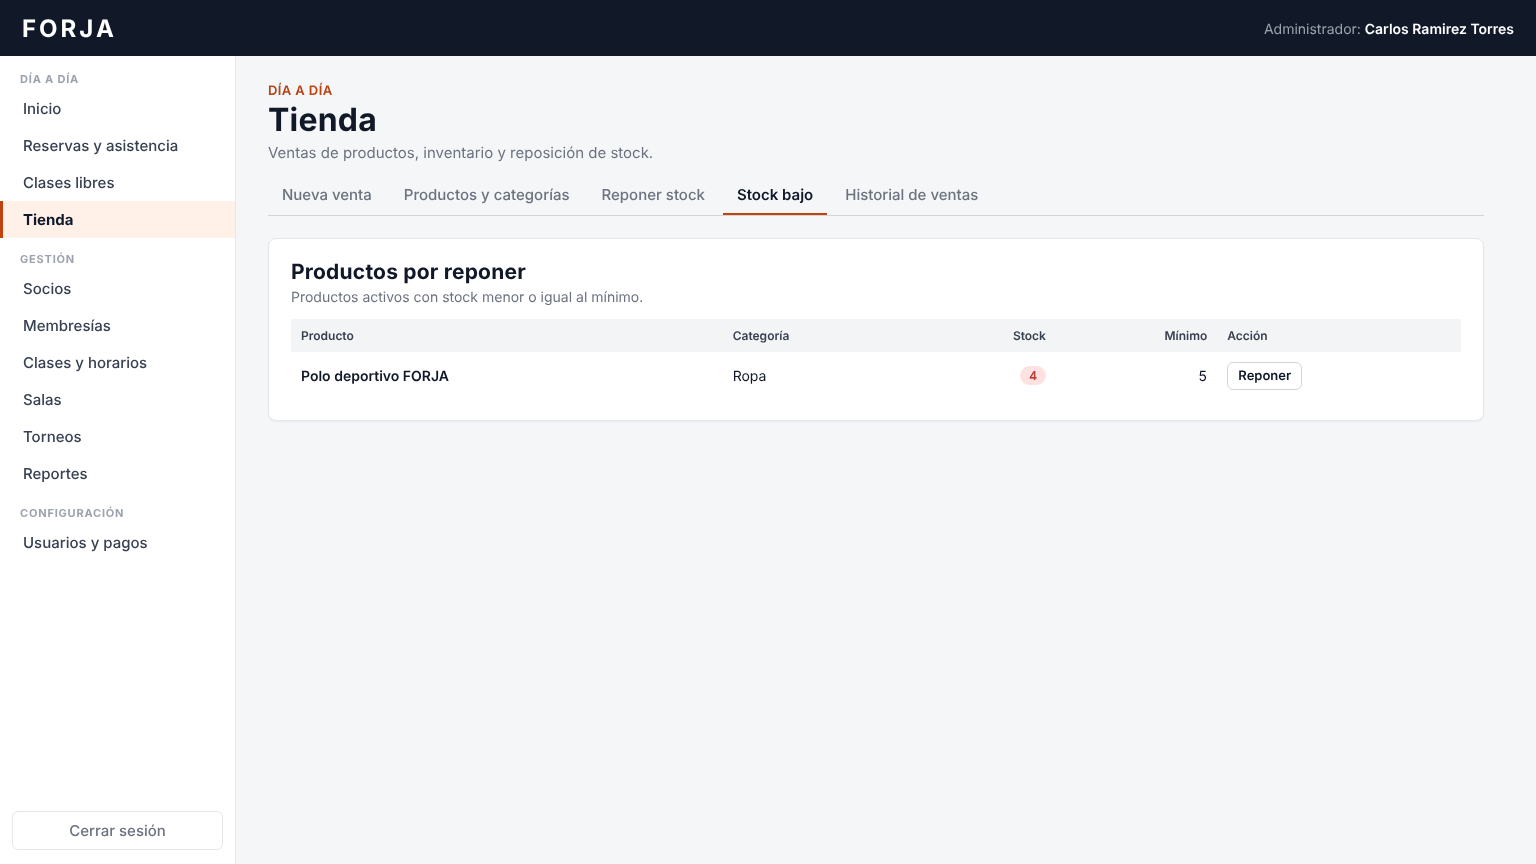 FORJA
Administrador: Carlos Ramirez Torres
DÍA A DÍA
Inicio
Reservas y asistencia
Clases libres
Tienda
GESTIÓN
Socios
Membresías
Clases y horarios
Salas
Torneos
Reportes
CONFIGURACIÓN
Usuarios y pagos
Cerrar sesión
DÍA A DÍA
Tienda
Ventas de productos, inventario y reposición de stock.
Nueva venta Productos y categorías Reponer stock Stock bajo Historial de ventas
Productos por reponer
Productos activos con stock menor o igual al mínimo.
Producto Categoría Stock Mínimo Acción
Polo deportivo FORJA Ropa 4 5 Reponer